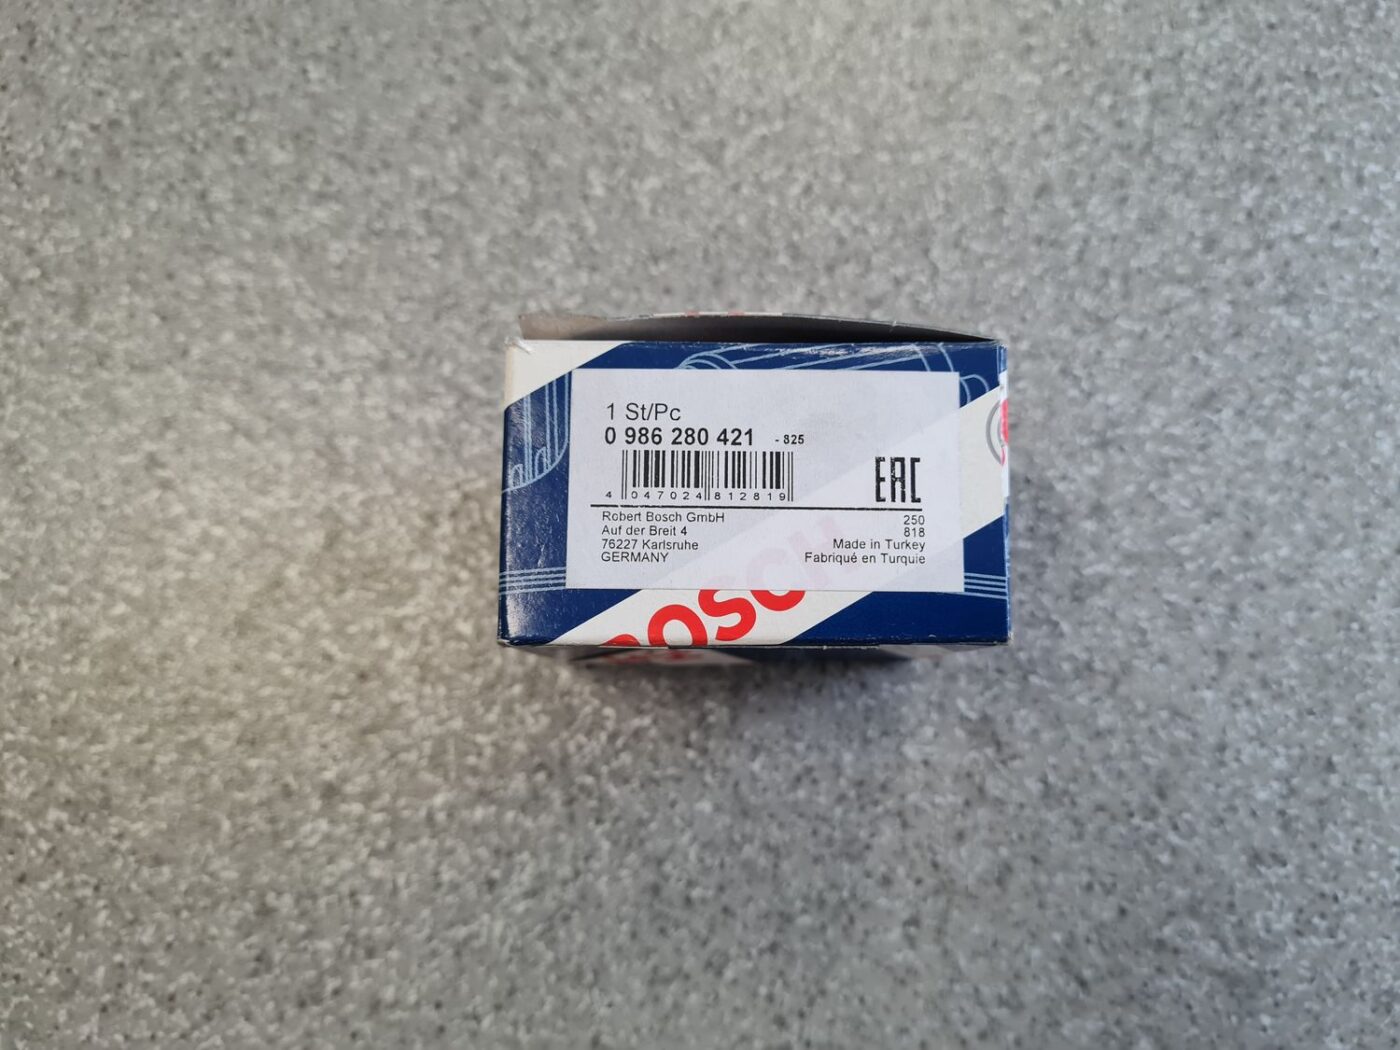 1 St/Pc
0 986 280 421 - 825
4 047024 812819
EAC
Robert Bosch GmbH 250
Auf der Breit 4 818
76227 Karlsruhe Made in Turkey
GERMANY Fabriqué en Turquie
BOSCH